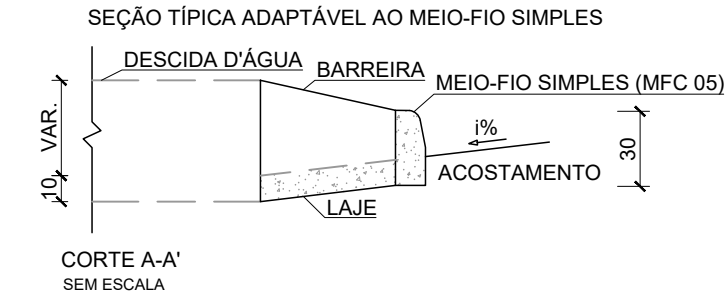 SEÇÃO TÍPICA ADAPTÁVEL AO MEIO-FIO SIMPLES
DESCIDA D'ÁGUA
BARREIRA
MEIO-FIO SIMPLES (MFC 05)
VAR.
i%
30
ACOSTAMENTO
10
LAJE
CORTE A-A'
SEM ESCALA